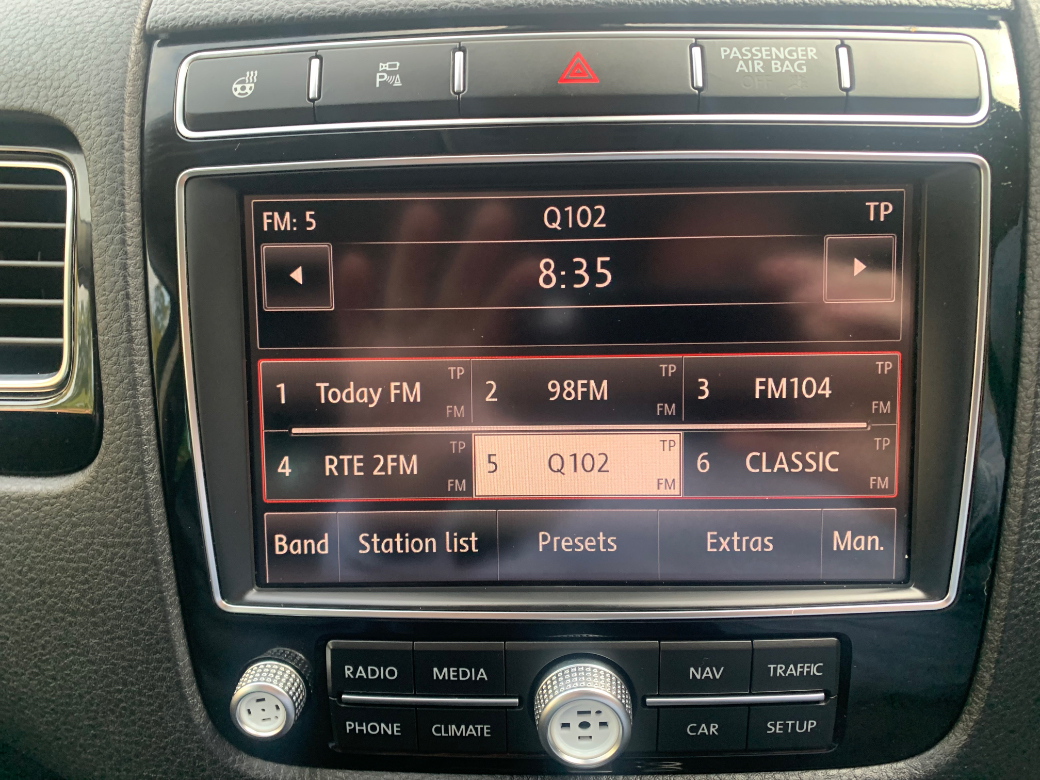 PASSENGER
AIR BAG
P
FM: 5 Q102 TP
8:35
1 Today FM TP FM
2 98FM TP FM
3 FM104 TP FM
4 RTE 2FM TP FM
5 Q102 TP FM
6 CLASSIC TP FM
Band Station list Presets Extras Man.
RADIO MEDIA NAV TRAFFIC
PHONE CLIMATE CAR SETUP